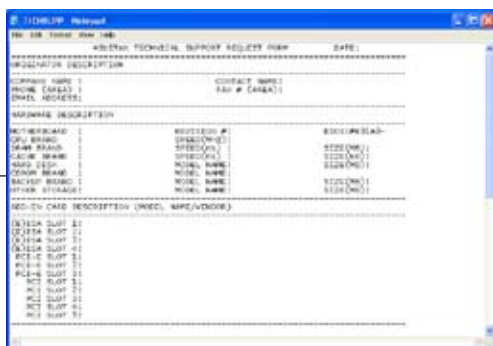 TECHSUPP - Notepad
File Edit Format View Help
TECHNICAL SUPPORT REQUEST FORM DATE:
ORIGINATOR DESCRIPTION
COMPANY NAME : CONTACT NAME:
PHONE (AREA) : FAX # (AREA):
EMAIL ADDRESS:
HARDWARE DESCRIPTION
MOTHERBOARD : REVISION #:
CPU BRAND : SPEED(MHZ):
DRAM BRAND : SPEED(ns) : SIZE(MB):
CACHE BRAND : SPEED(ns) : SIZE(KB):
HARD DISK : MODEL NAME: SIZE(MB):
CDROM BRAND : MODEL NAME:
BACKUP BRAND : MODEL NAME: SIZE(MB):
OTHER STORAGE: MODEL NAME: SIZE(MB):
ADD-IN CARD DESCRIPTION (MODEL NAME/VENDOR)
(E)ISA SLOT 1:
(E)ISA SLOT 2:
(E)ISA SLOT 3:
(E)ISA SLOT 4:
PCI-E SLOT 1:
PCI-E SLOT 2:
PCI-E SLOT 3:
PCI SLOT 1:
PCI SLOT 2:
PCI SLOT 3:
PCI SLOT 4:
PCI SLOT 5: